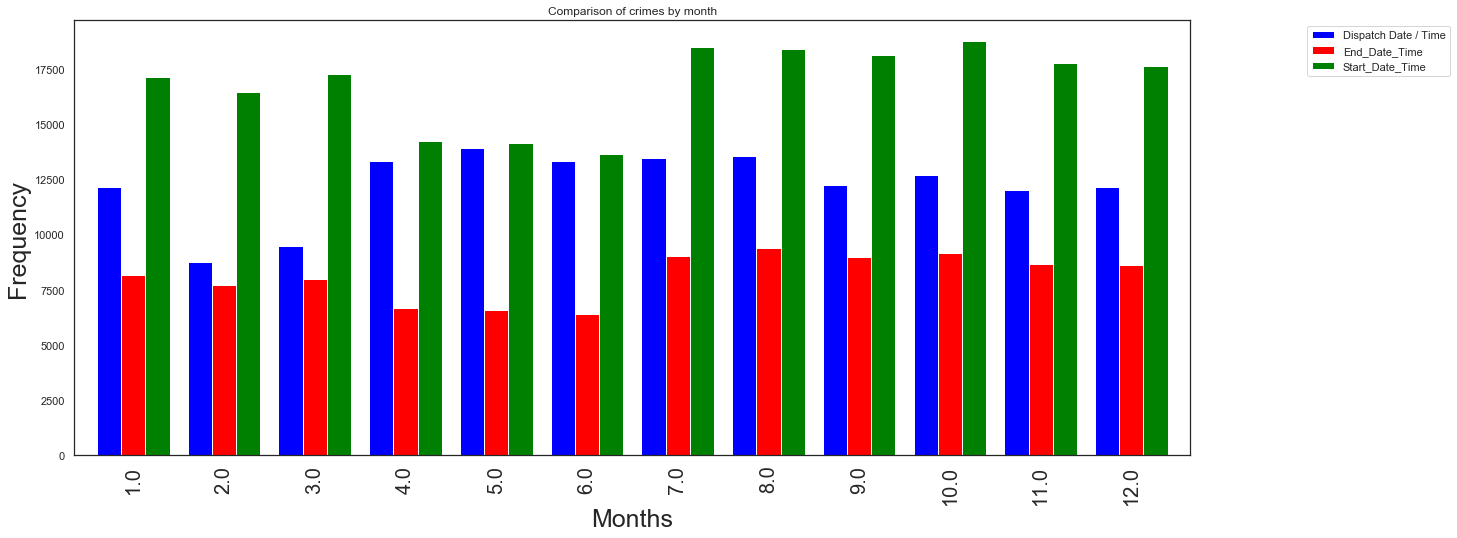 Comparison of crimes by month
Dispatch Date / Time
End_Date_Time
Start_Date_Time
Frequency
17500
15000
12500
10000
7500
5000
2500
0
1.0 2.0 3.0 4.0 5.0 6.0 7.0 8.0 9.0 10.0 11.0 12.0
Months